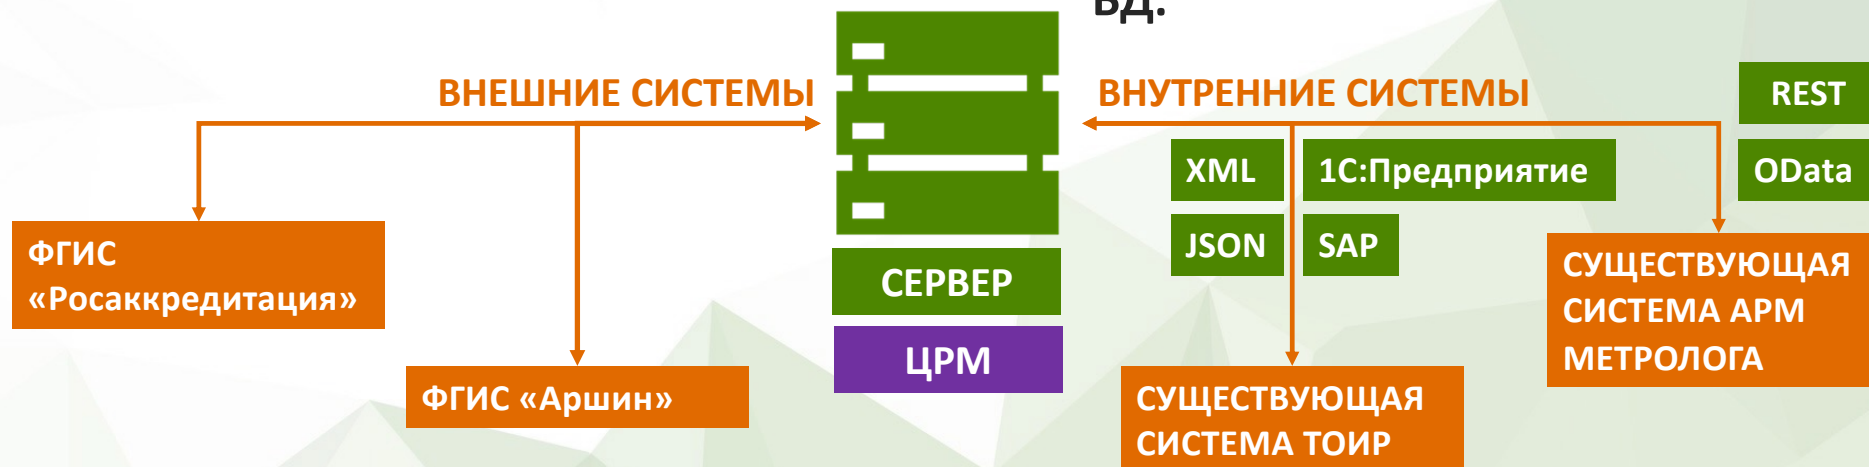 БД.
ВНЕШНИЕ СИСТЕМЫ
ВНУТРЕННИЕ СИСТЕМЫ
REST
XML
1С:Предприятие
OData
JSON
SAP
ФГИС
«Росаккредитация»
СЕРВЕР
ЦРМ
ФГИС «Аршин»
СУЩЕСТВУЮЩАЯ
СИСТЕМА АРМ
МЕТРОЛОГА
СУЩЕСТВУЮЩАЯ
СИСТЕМА ТОИР